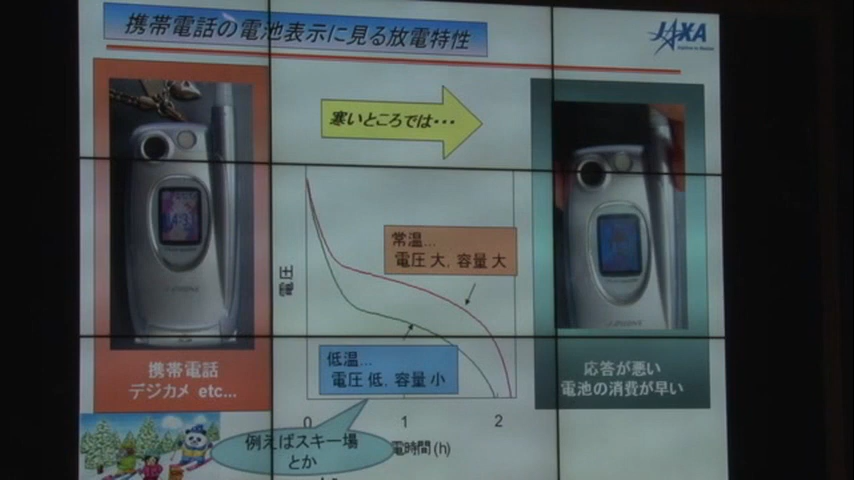 携帯電話の電池表示に見る放電特性
JAXA
寒いところでは・・・
常温...
電圧 大, 容量 大
電圧
低温...
電圧 低, 容量 小
携帯電話
デジカメ etc...
応答が悪い
電池の消費が早い
0
1
2
電時間(h)
例えばスキー場
とか